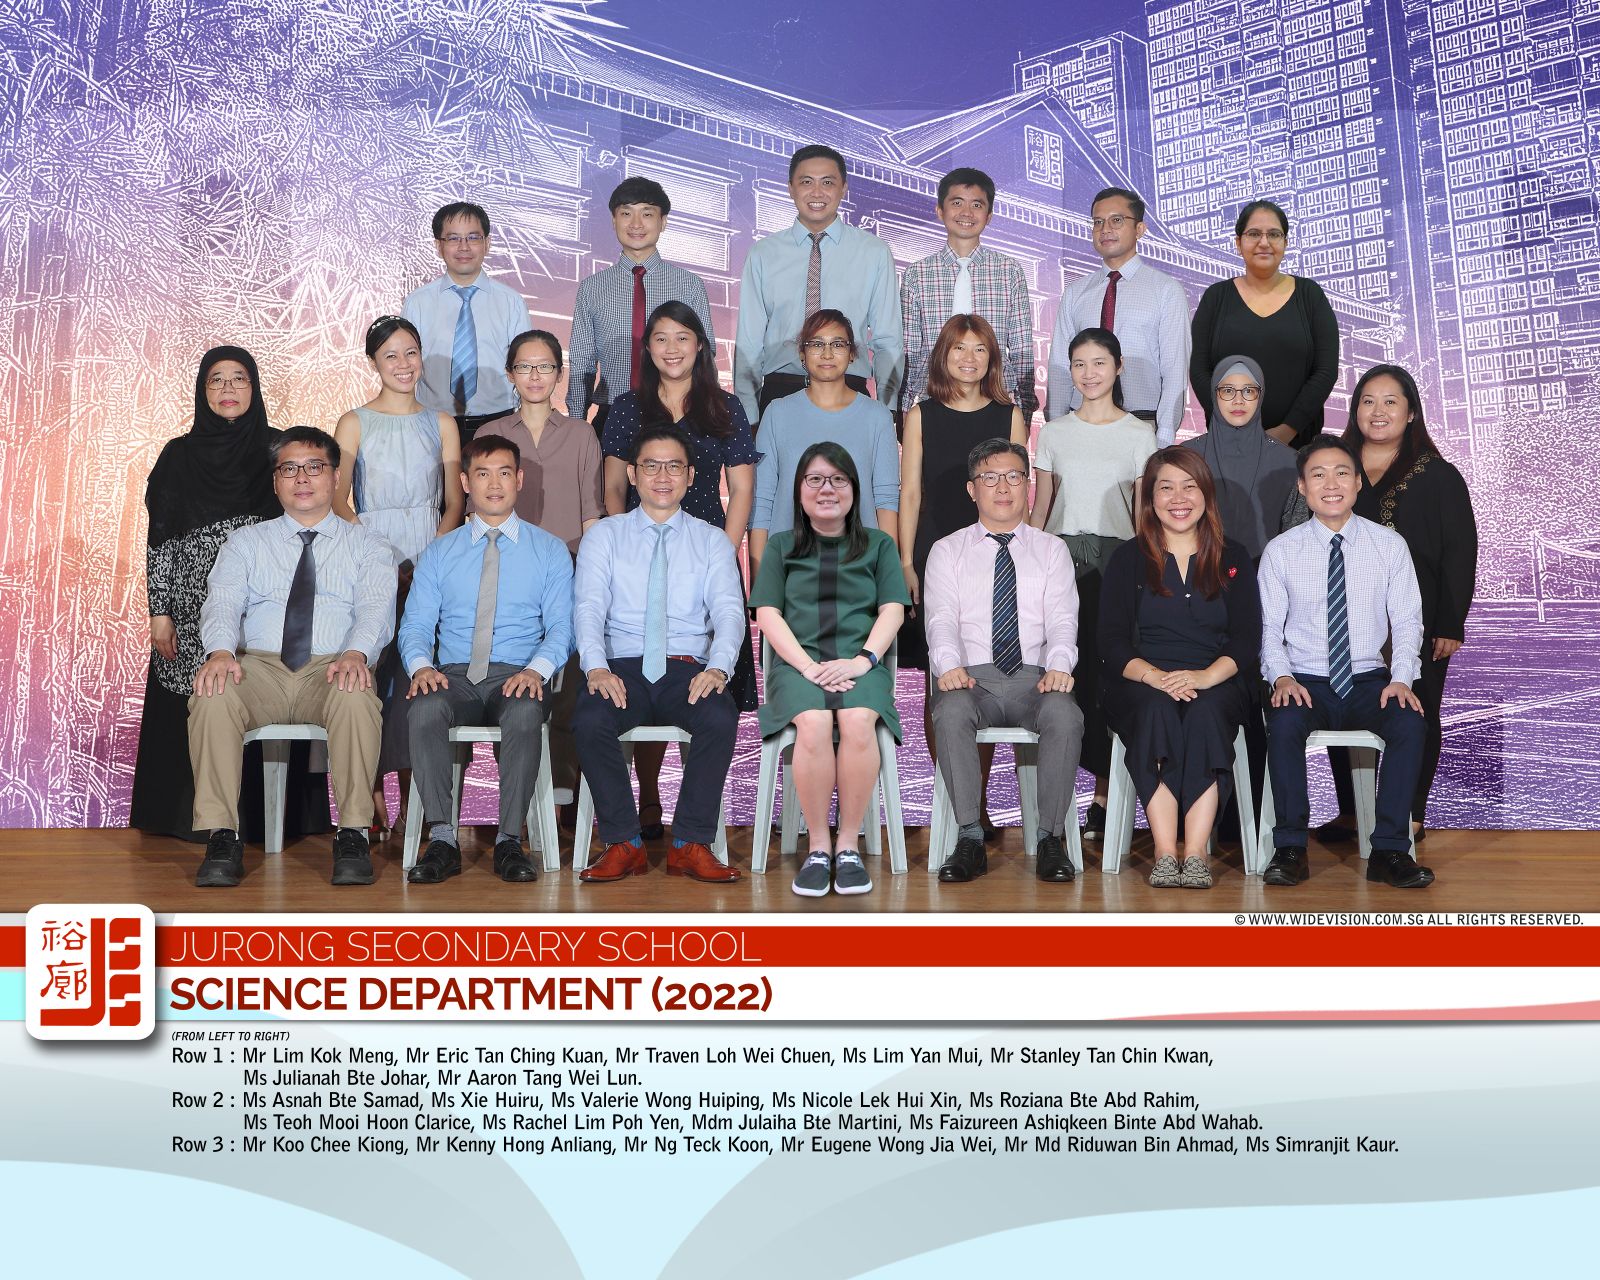 裕廊
© WWW.WIDEVISION.COM.SG ALL RIGHTS RESERVED.
裕廊
JURONG SECONDARY SCHOOL
SCIENCE DEPARTMENT (2022)
(FROM LEFT TO RIGHT)
Row 1 : Mr Lim Kok Meng, Mr Eric Tan Ching Kuan, Mr Traven Loh Wei Chuen, Ms Lim Yan Mui, Mr Stanley Tan Chin Kwan,
Ms Julianah Bte Johar, Mr Aaron Tang Wei Lun.
Row 2 : Ms Asnah Bte Samad, Ms Xie Huiru, Ms Valerie Wong Huiping, Ms Nicole Lek Hui Xin, Ms Roziana Bte Abd Rahim,
Ms Teoh Mooi Hoon Clarice, Ms Rachel Lim Poh Yen, Mdm Julaiha Bte Martini, Ms Faizureen Ashiqkeen Binte Abd Wahab.
Row 3 : Mr Koo Chee Kiong, Mr Kenny Hong Anliang, Mr Ng Teck Koon, Mr Eugene Wong Jia Wei, Mr Md Riduwan Bin Ahmad, Ms Simranjit Kaur.